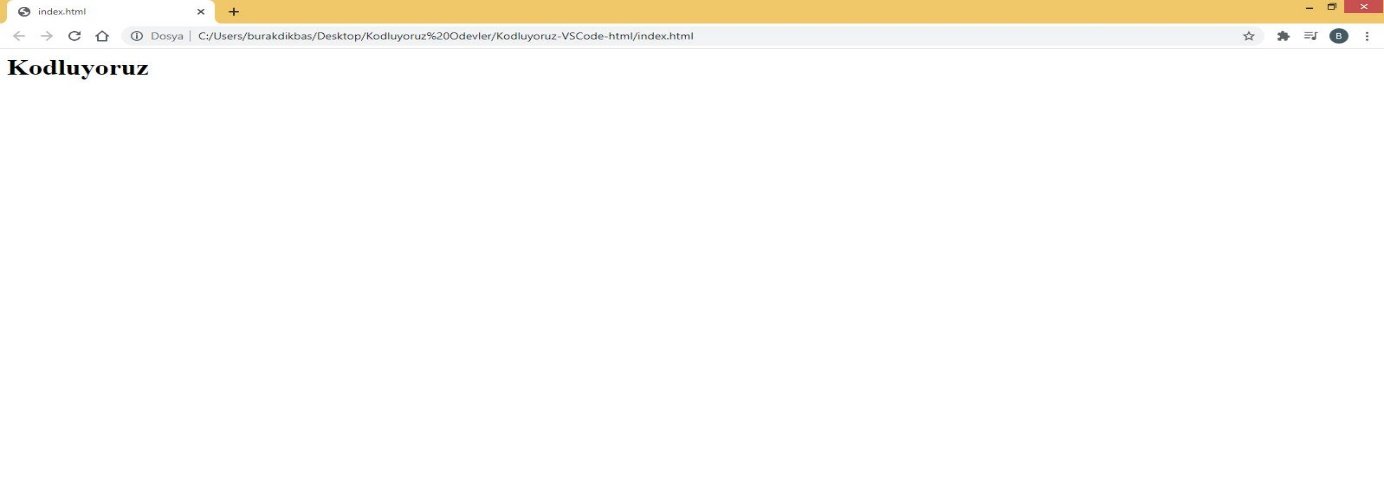 index.html
Dosya | C:/Users/burakdikbas/Desktop/Kodluyoruz%20Odevler/Kodluyoruz-VSCode-html/index.html
B
Kodluyoruz